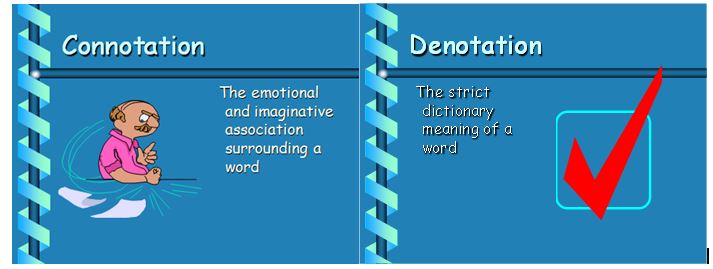 Connotation
The emotional
and imaginative
association
surrounding a
word
Denotation
The strict
dictionary
meaning of a
word